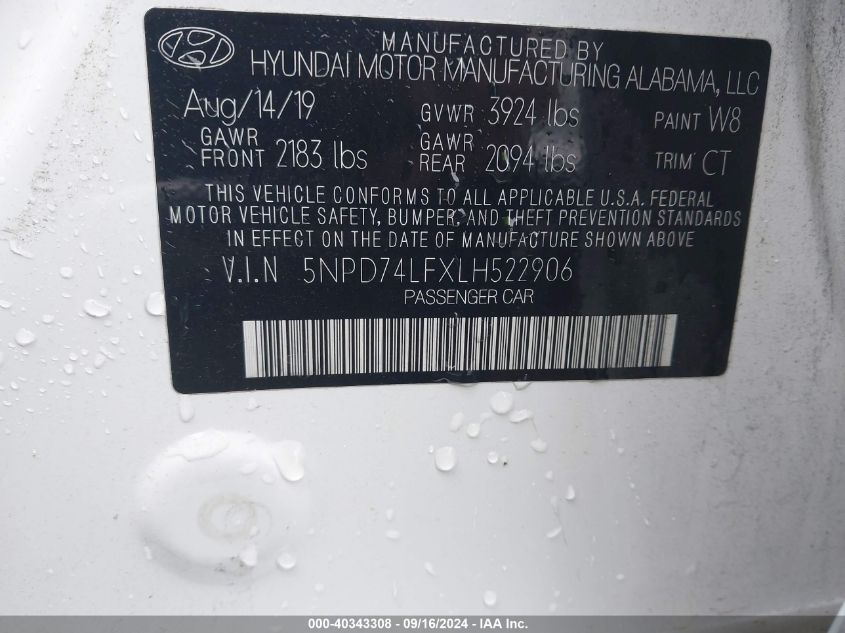 MANUFACTURED BY
HYUNDAI MOTOR MANUFACTURING ALABAMA, LLC
Aug/14/19 GVWR 3924 lbs PAINT W8
GAWR FRONT 2183 lbs GAWR REAR 2094 lbs TRIM CT
THIS VEHICLE CONFORMS TO ALL APPLICABLE U.S.A. FEDERAL
MOTOR VEHICLE SAFETY, BUMPER, AND THEFT PREVENTION STANDARDS
IN EFFECT ON THE DATE OF MANUFACTURE SHOWN ABOVE
V.I.N 5NPD74LFXLH522906
PASSENGER CAR
000-40343308 - 09/16/2024 - IAA Inc.